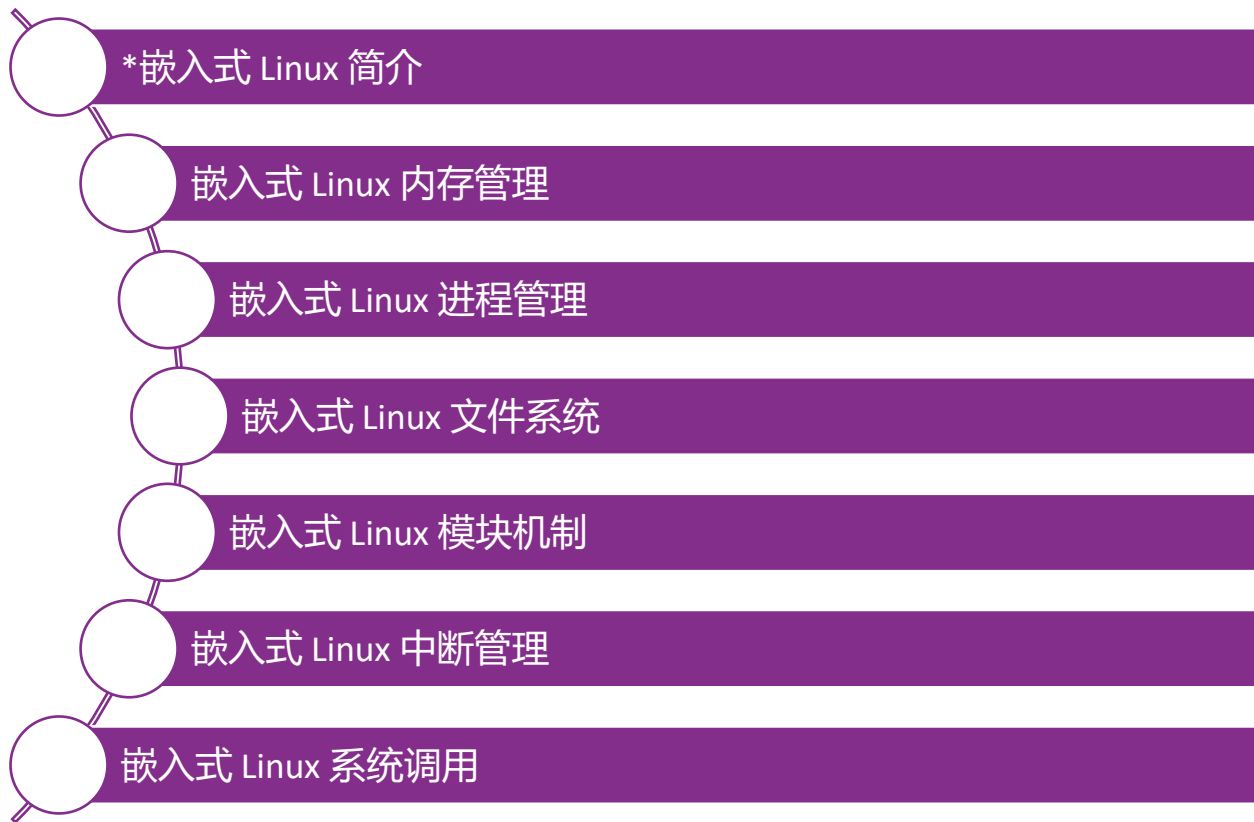 *嵌入式 Linux 简介
嵌入式 Linux 内存管理
嵌入式 Linux 进程管理
嵌入式 Linux 文件系统
嵌入式 Linux 模块机制
嵌入式 Linux 中断管理
嵌入式 Linux 系统调用